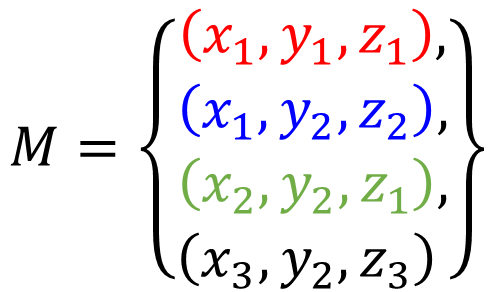 (x₁, y₁, z₁),
(x₁, y₂, z₂),
M =
(x₂, y₂, z₁),
(x₃, y₂, z₃)